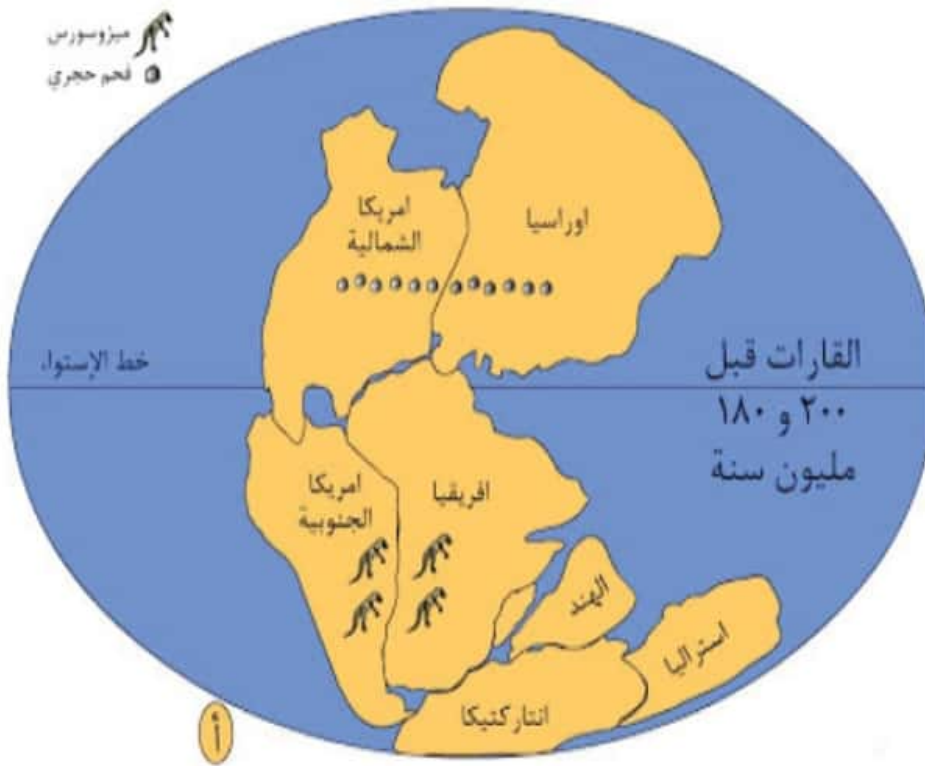 ميزوسورس
فحم حجري
امريكا
الشمالية
اوراسيا
خط الإستواء
القارات قبل
٢٠٠ و ١٨٠
مليون سنة
امريكا
الجنوبية
افريقيا
الهند
استراليا
انتاركتيكا
أ